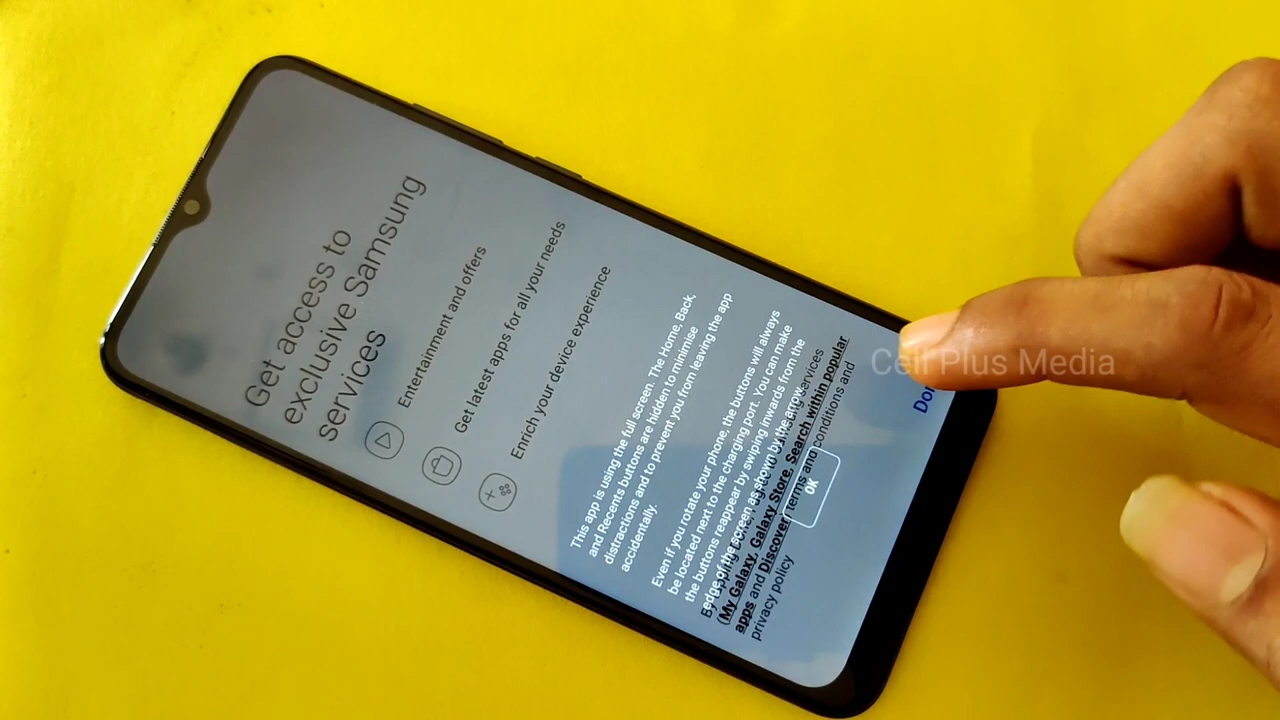 Get access to
exclusive Samsung
services
Entertainment and offers
Get latest apps for all your needs
Enrich your device experience
This app is using the full screen. The Home, Back,
and Recents buttons are hidden to minimise
distractions and to prevent you from leaving the app
accidentally.
Even if you rotate your phone, the buttons will always
be located next to the charging port. You can make
the buttons reappear by swiping inwards from the
edge of the screen as shown by the arrow.
services
(My Galaxy, Galaxy Store, Search within popular
apps and Discover) terms and conditions and
privacy policy
OK
Cell Plus Media